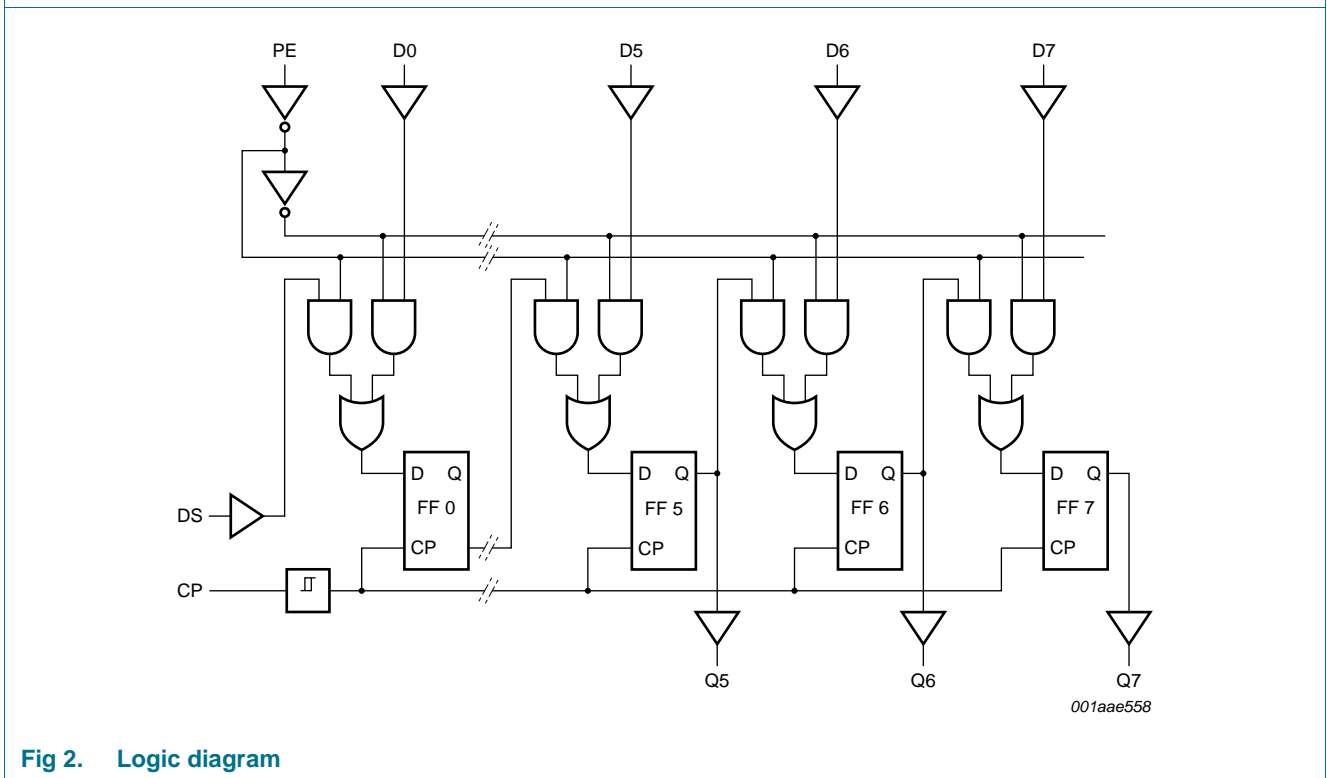 PE D0 D5 D6 D7
D Q D Q D Q D Q
FF 0 FF 5 FF 6 FF 7
DS
CP CP CP CP
CP
Q5 Q6 Q7
001aae558
Fig 2. Logic diagram